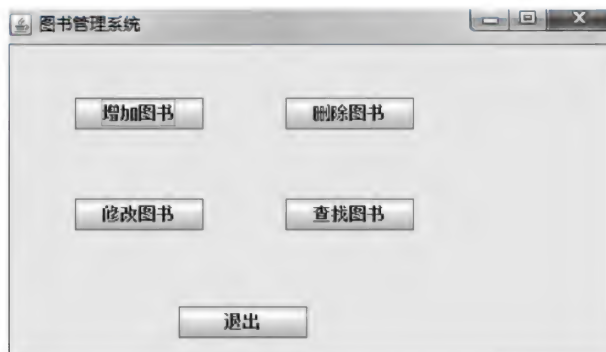 图书管理系统
增加图书 删除图书
修改图书 查找图书
退出